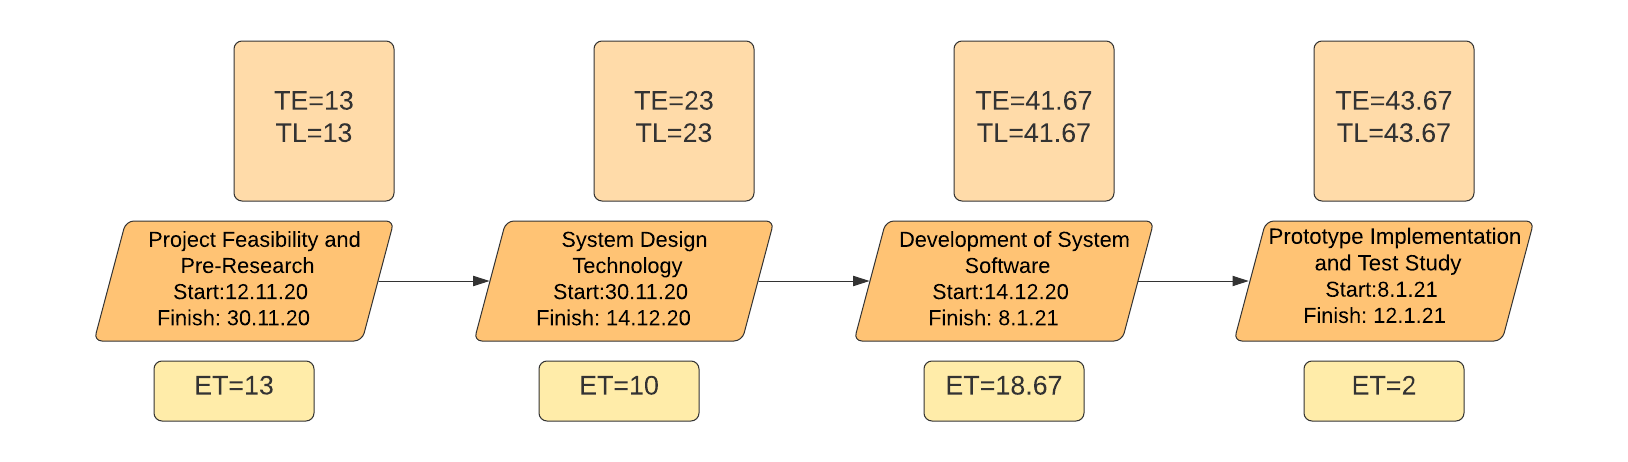 TE=13
TL=13
TE=23
TL=23
TE=41.67
TL=41.67
TE=43.67
TL=43.67
Project Feasibility and
Pre-Research
Start:12.11.20
Finish: 30.11.20
System Design
Technology
Start:30.11.20
Finish: 14.12.20
Development of System
Software
Start:14.12.20
Finish: 8.1.21
Prototype Implementation
and Test Study
Start:8.1.21
Finish: 12.1.21
ET=13
ET=10
ET=18.67
ET=2